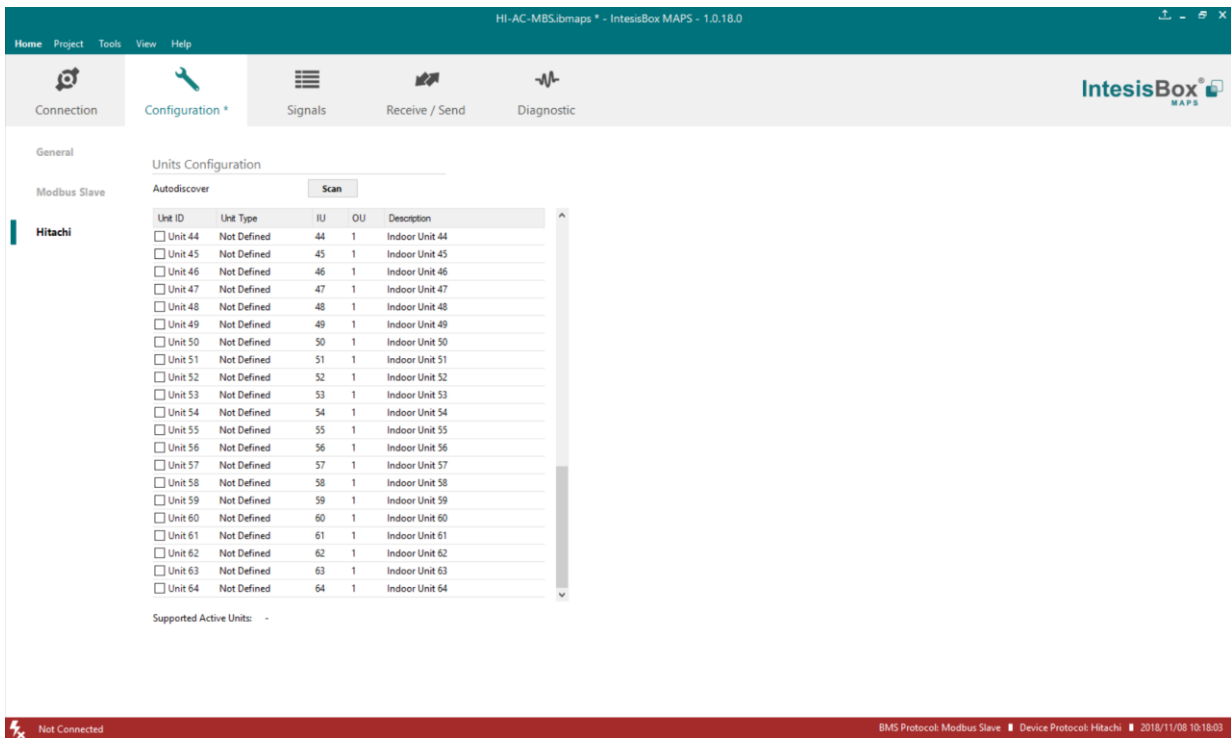 HI-AC-MBS.ibmaps * - IntesisBox MAPS - 1.0.18.0
Home Project Tools View Help
Connection Configuration * Signals Receive / Send Diagnostic
IntesisBox®
MAPS
General
Units Configuration
Modbus Slave
Autodiscover Scan
Hitachi
Unit ID Unit Type IU OU Description
Unit 44 Not Defined 44 1 Indoor Unit 44
Unit 45 Not Defined 45 1 Indoor Unit 45
Unit 46 Not Defined 46 1 Indoor Unit 46
Unit 47 Not Defined 47 1 Indoor Unit 47
Unit 48 Not Defined 48 1 Indoor Unit 48
Unit 49 Not Defined 49 1 Indoor Unit 49
Unit 50 Not Defined 50 1 Indoor Unit 50
Unit 51 Not Defined 51 1 Indoor Unit 51
Unit 52 Not Defined 52 1 Indoor Unit 52
Unit 53 Not Defined 53 1 Indoor Unit 53
Unit 54 Not Defined 54 1 Indoor Unit 54
Unit 55 Not Defined 55 1 Indoor Unit 55
Unit 56 Not Defined 56 1 Indoor Unit 56
Unit 57 Not Defined 57 1 Indoor Unit 57
Unit 58 Not Defined 58 1 Indoor Unit 58
Unit 59 Not Defined 59 1 Indoor Unit 59
Unit 60 Not Defined 60 1 Indoor Unit 60
Unit 61 Not Defined 61 1 Indoor Unit 61
Unit 62 Not Defined 62 1 Indoor Unit 62
Unit 63 Not Defined 63 1 Indoor Unit 63
Unit 64 Not Defined 64 1 Indoor Unit 64
Supported Active Units: -
Not Connected BMS Protocol: Modbus Slave Device Protocol: Hitachi 2018/11/08 10:18:03